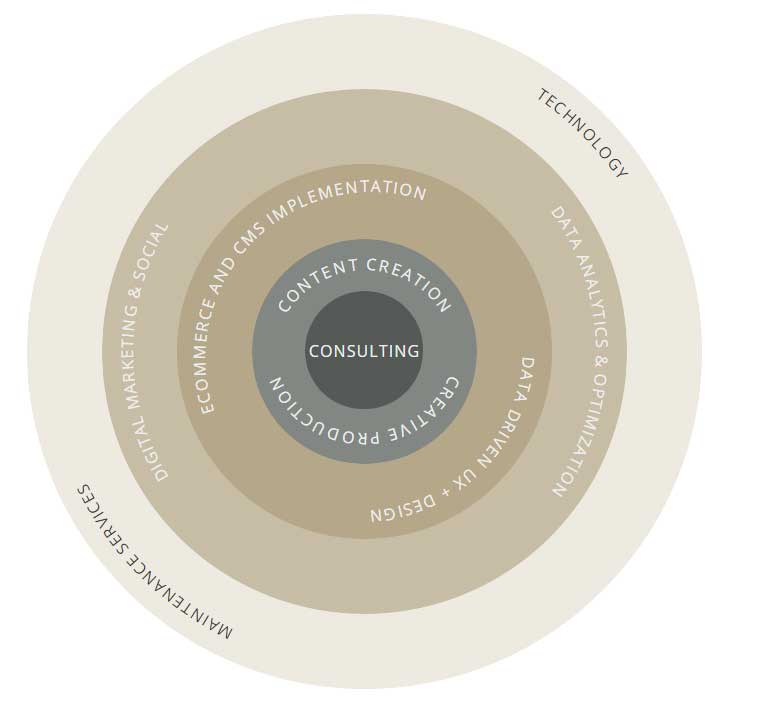 TECHNOLOGY
DATA ANALYTICS & OPTIMIZATION
DIGITAL MARKETING & SOCIAL
ECOMMERCE AND CMS IMPLEMENTATION
CONTENT CREATION
CONSULTING
CREATIVE PRODUCTION
DATA DRIVEN UX + DESIGN
MAINTENANCE SERVICES